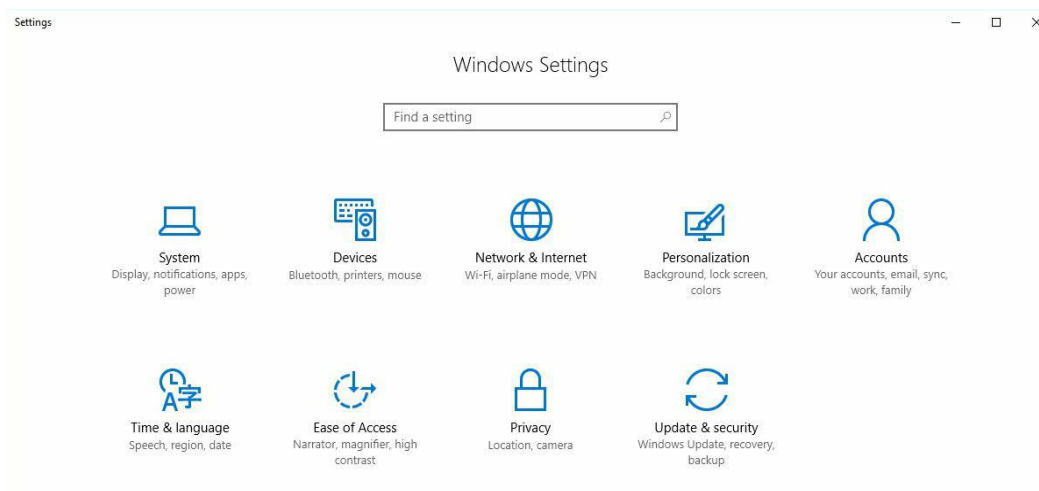 Settings
Windows Settings
Find a setting
System
Display, notifications, apps,
power
Devices
Bluetooth, printers, mouse
Network & Internet
Wi-Fi, airplane mode, VPN
Personalization
Background, lock screen,
colors
Accounts
Your accounts, email, sync,
work, family
A字
Time & language
Speech, region, date
Ease of Access
Narrator, magnifier, high
contrast
Privacy
Location, camera
Update & security
Windows Update, recovery,
backup